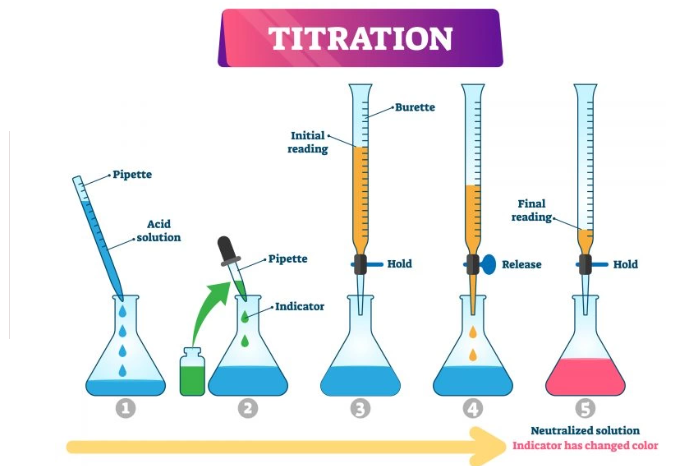 TITRATION
Burette
Initial
reading
Pipette
Acid
solution
Final
reading
Pipette
Hold
Release
Hold
Indicator
1
2
3
4
5
Neutralized solution
Indicator has changed color